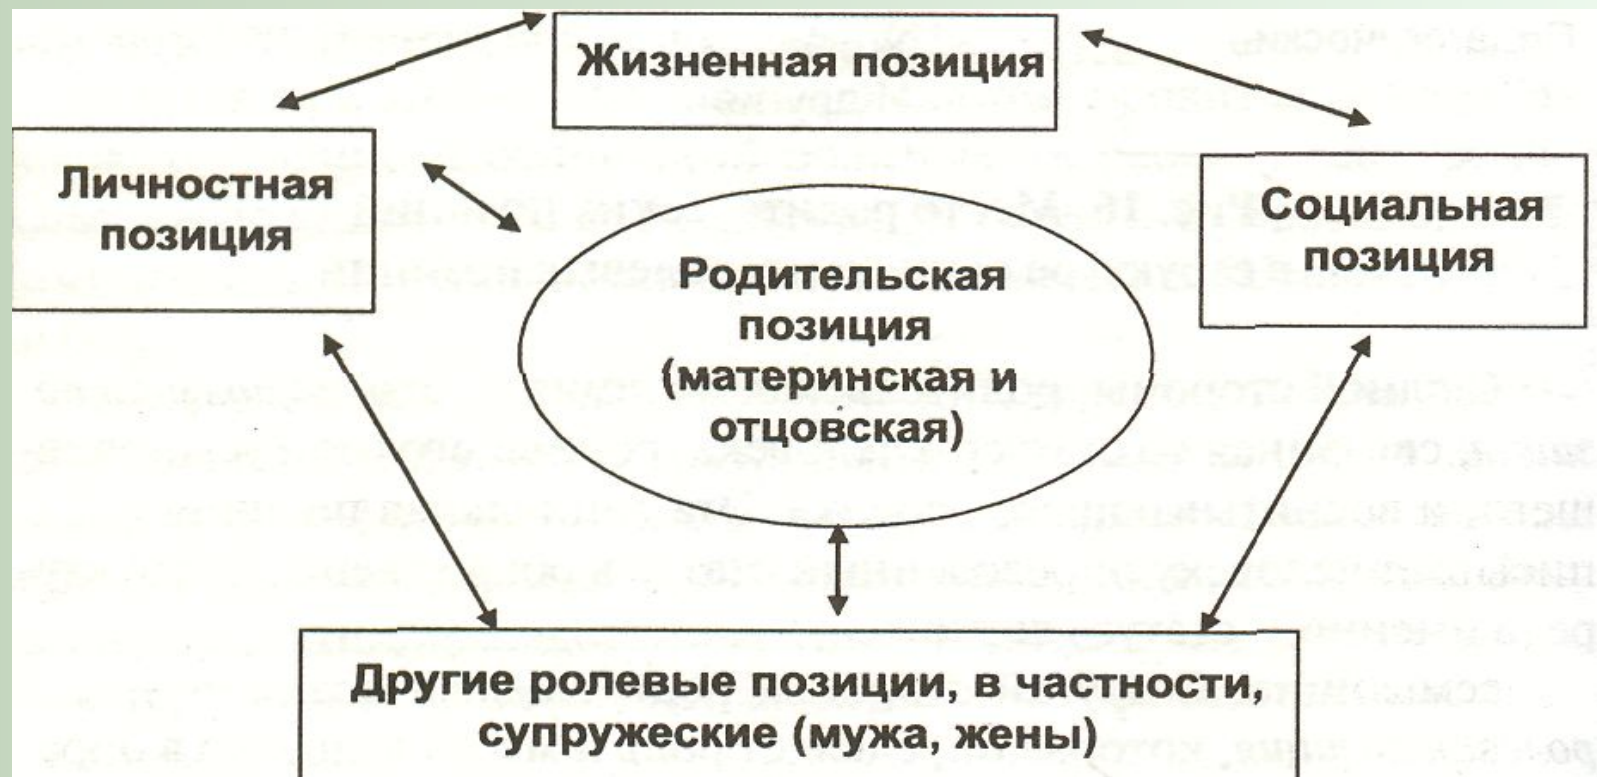 Жизненная позиция
Личностная
позиция
Социальная
позиция
Родительская
позиция
(материнская и
отцовская)
Другие ролевые позиции, в частности,
супружеские (мужа, жены)